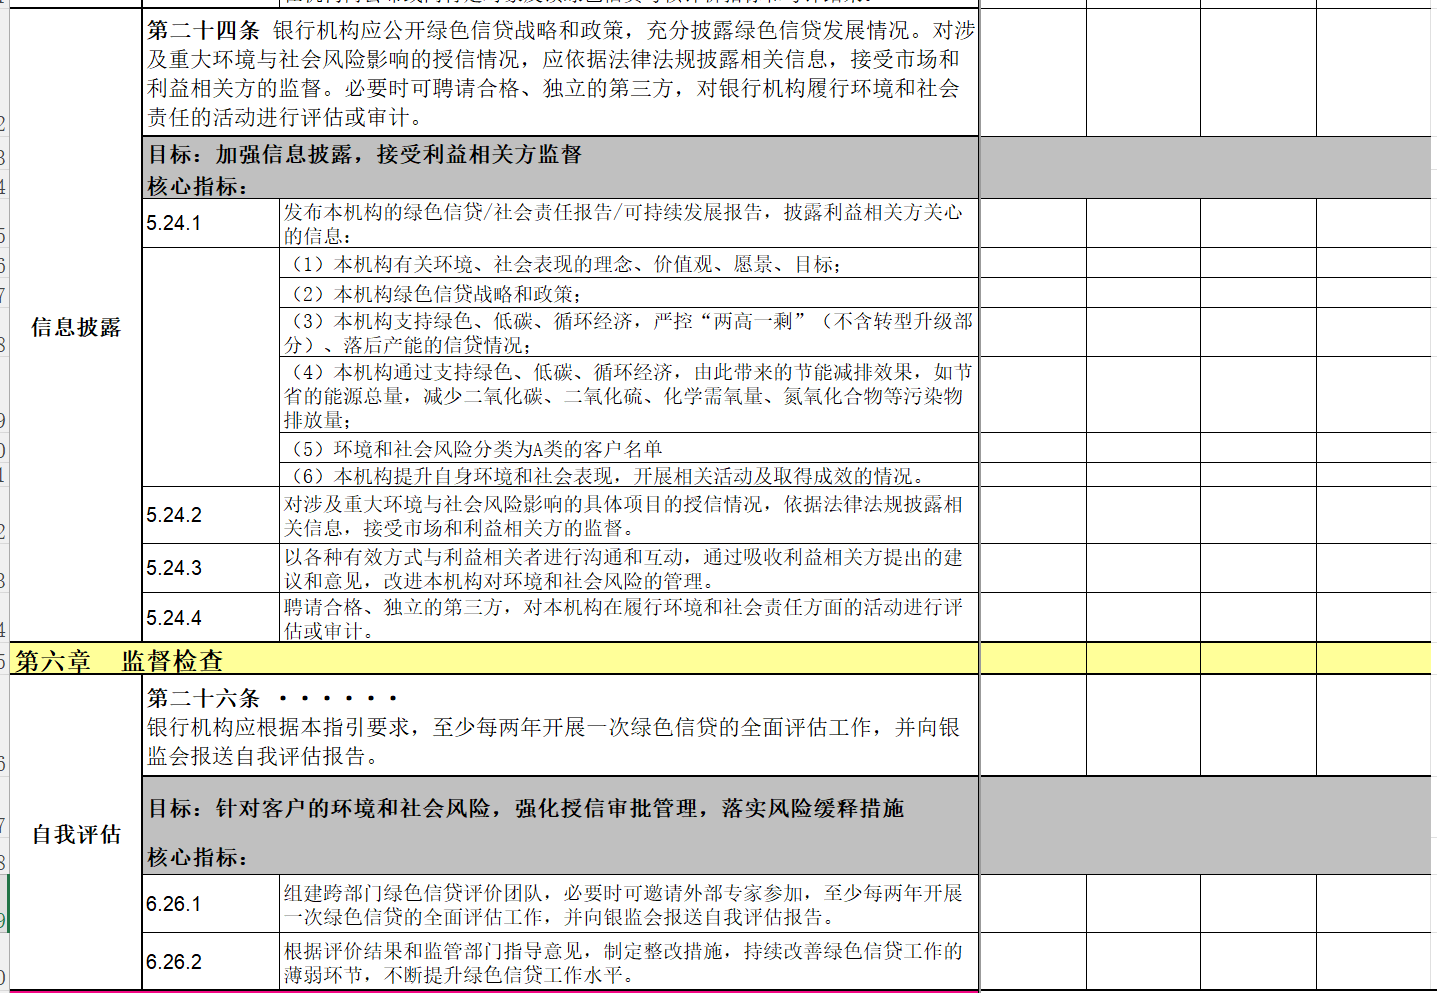 第二十四条 银行机构应公开绿色信贷战略和政策，充分披露绿色信贷发展情况。对涉
及重大环境与社会风险影响的授信情况，应依据法律法规披露相关信息，接受市场和
利益相关方的监督。必要时可聘请合格、独立的第三方，对银行机构履行环境和社会
责任的活动进行评估或审计。
目标：加强信息披露，接受利益相关方监督
核心指标：
信息披露
5.24.1
发布本机构的绿色信贷/社会责任报告/可持续发展报告，披露利益相关方关心
的信息：
（1）本机构有关环境、社会表现的理念、价值观、愿景、目标；
（2）本机构绿色信贷战略和政策；
（3）本机构支持绿色、低碳、循环经济，严控“两高一剩”（不含转型升级部
分）、落后产能的信贷情况；
（4）本机构通过支持绿色、低碳、循环经济，由此带来的节能减排效果，如节
省的能源总量，减少二氧化碳、二氧化硫、化学需氧量、氮氧化合物等污染物
排放量；
（5）环境和社会风险分类为A类的客户名单
（6）本机构提升自身环境和社会表现，开展相关活动及取得成效的情况。
5.24.2
对涉及重大环境与社会风险影响的具体项目的授信情况，依据法律法规披露相
关信息，接受市场和利益相关方的监督。
5.24.3
以各种有效方式与利益相关者进行沟通和互动，通过吸收利益相关方提出的建
议和意见，改进本机构对环境和社会风险的管理。
5.24.4
聘请合格、独立的第三方，对本机构在履行环境和社会责任方面的活动进行评
估或审计。
第六章 监督检查
第二十六条 ······
银行机构应根据本指引要求，至少每两年开展一次绿色信贷的全面评估工作，并向银
监会报送自我评估报告。
目标：针对客户的环境和社会风险，强化授信审批管理，落实风险缓释措施
自我评估
核心指标：
6.26.1
组建跨部门绿色信贷评价团队，必要时可邀请外部专家参加，至少每两年开展
一次绿色信贷的全面评估工作，并向银监会报送自我评估报告。
6.26.2
根据评价结果和监管部门指导意见，制定整改措施，持续改善绿色信贷工作的
薄弱环节，不断提升绿色信贷工作水平。